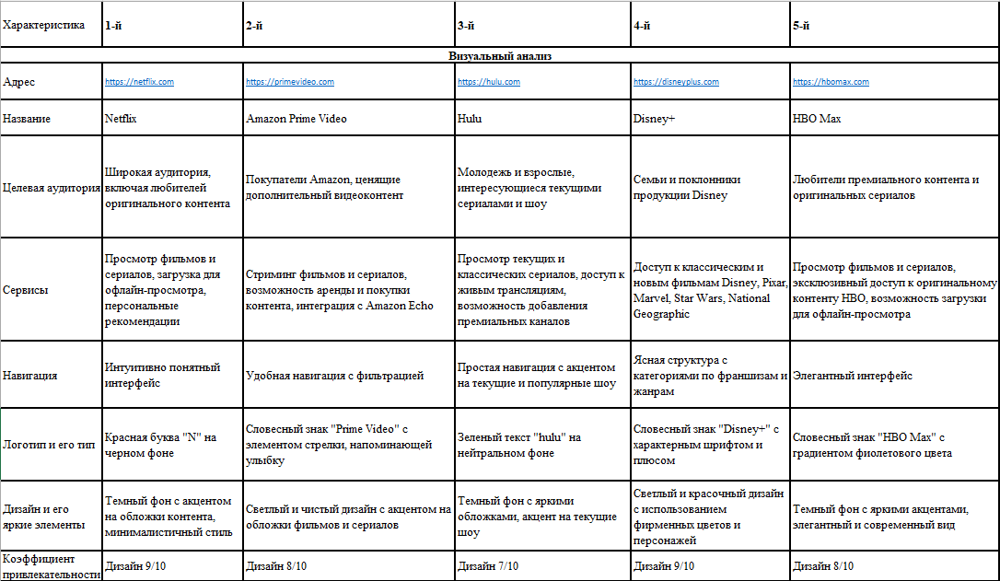 Характеристика
1-й
2-й
3-й
4-й
5-й
Визуальный анализ
Адрес
https://netflix.com
https://primevideo.com
https://hulu.com
https://disneyplus.com
https://hbomax.com
Название
Netflix
Amazon Prime Video
Hulu
Disney+
HBO Max
Целевая аудитория
Широкая аудитория,
включая любителей
оригинального контента
Покупатели Amazon, ценящие
дополнительный видеоконтент
Молодежь и взрослые,
интересующиеся текущими
сериалами и шоу
Семьи и поклонники
продукции Disney
Любители премиального контента и
оригинальных сериалов
Сервисы
Просмотр фильмов и
сериалов, загрузка для
офлайн-просмотра,
персональные
рекомендации
Стриминг фильмов и сериалов,
возможность аренды и покупки
контента, интеграция с Amazon Echo
Просмотр текущих и
классических сериалов, доступ к
живым трансляциям,
возможность добавления
премиальных каналов
Доступ к классическим и
новым фильмам Disney, Pixar,
Marvel, Star Wars, National
Geographic
Просмотр фильмов и сериалов,
эксклюзивный доступ к оригинальному
контенту HBO, возможность загрузки
для офлайн-просмотра
Навигация
Интуитивно понятный
интерфейс
Удобная навигация с фильтрацией
Простая навигация с акцентом
на текущие и популярные шоу
Ясная структура с
категориями по франшизам и
жанрам
Элегантный интерфейс
Логотип и его тип
Красная буква "N" на
черном фоне
Словесный знак "Prime Video" с
элементом стрелки, напоминающей
улыбку
Зеленый текст "hulu" на
нейтральном фоне
Словесный знак "Disney+" с
характерным шрифтом и
плюсом
Словесный знак "HBO Max" с
градиентом фиолетового цвета
Дизайн и его
яркие элементы
Темный фон с акцентом
на обложки контента,
минималистичный стиль
Светлый и чистый дизайн с акцентом на
обложки фильмов и сериалов
Темный фон с яркими
обложками, акцент на текущие
шоу
Светлый и красочный дизайн
с использованием
фирменных цветов и
персонажей
Темный фон с яркими акцентами,
элегантный и современный вид
Коэффициент
привлекательности
Дизайн 9/10
Дизайн 8/10
Дизайн 7/10
Дизайн 9/10
Дизайн 8/10